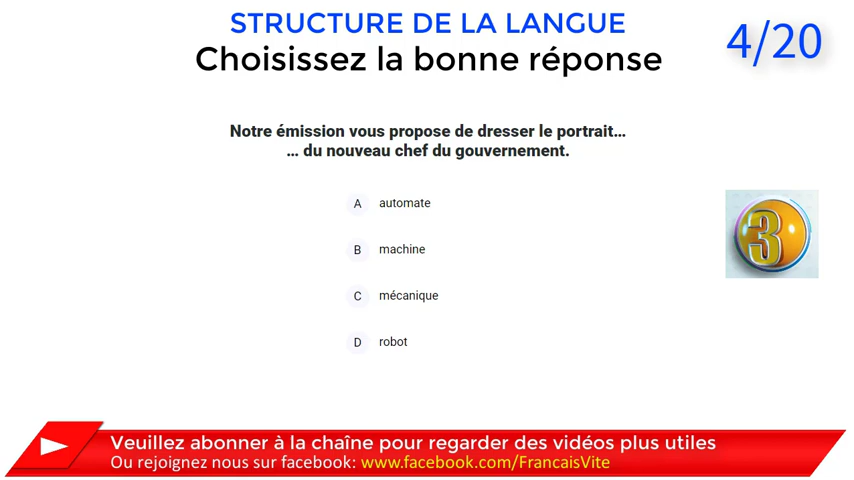 STRUCTURE DE LA LANGUE
Choisissez la bonne réponse
4/20
Notre émission vous propose de dresser le portrait…
… du nouveau chef du gouvernement.
A automate
B machine
C mécanique
D robot
3
Veuillez abonner à la chaîne pour regarder des vidéos plus utiles
Ou rejoignez nous sur facebook: www.facebook.com/FrancaisVite